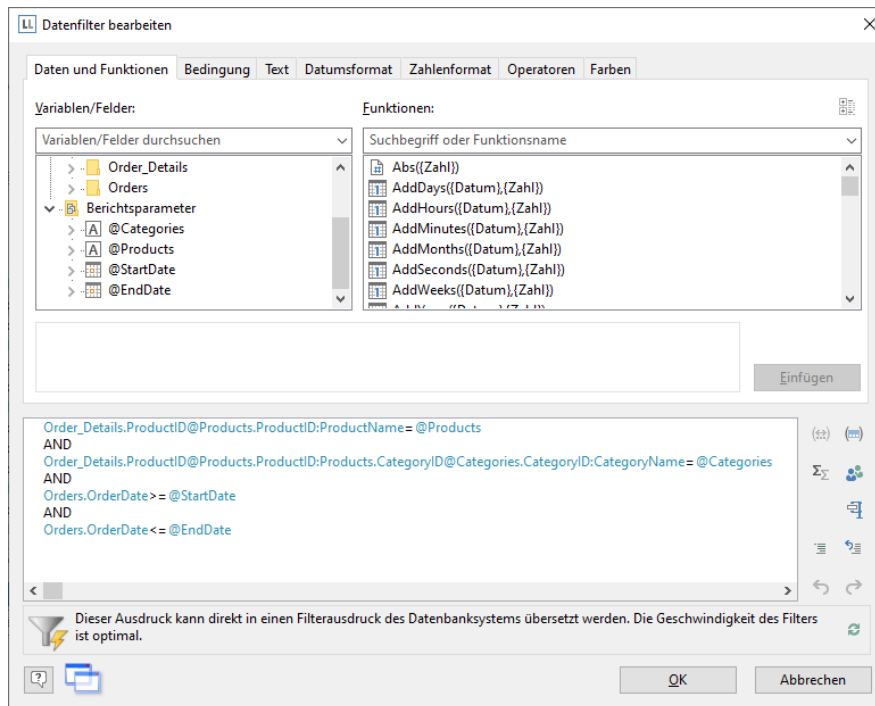 LL Datenfilter bearbeiten
Daten und Funktionen Bedingung Text Datumsformat Zahlenformat Operatoren Farben
Variablen/Felder: Funktionen:
Variablen/Felder durchsuchen Suchbegriff oder Funktionsname
Order_Details Abs({Zahl})
Orders AddDays({Datum},{Zahl})
Berichtsparameter AddHours({Datum},{Zahl})
@Categories AddMinutes({Datum},{Zahl})
@Products AddMonths({Datum},{Zahl})
@StartDate AddSeconds({Datum},{Zahl})
@EndDate AddWeeks({Datum},{Zahl})
Einfügen
Order_Details.ProductID@Products.ProductID:ProductName= @Products
AND
Order_Details.ProductID@Products.ProductID:Products.CategoryID@Categories.CategoryID:CategoryName= @Categories
AND
Orders.OrderDate>= @StartDate
AND
Orders.OrderDate<= @EndDate
Dieser Ausdruck kann direkt in einen Filterausdruck des Datenbanksystems übersetzt werden. Die Geschwindigkeit des Filters
ist optimal.
OK Abbrechen